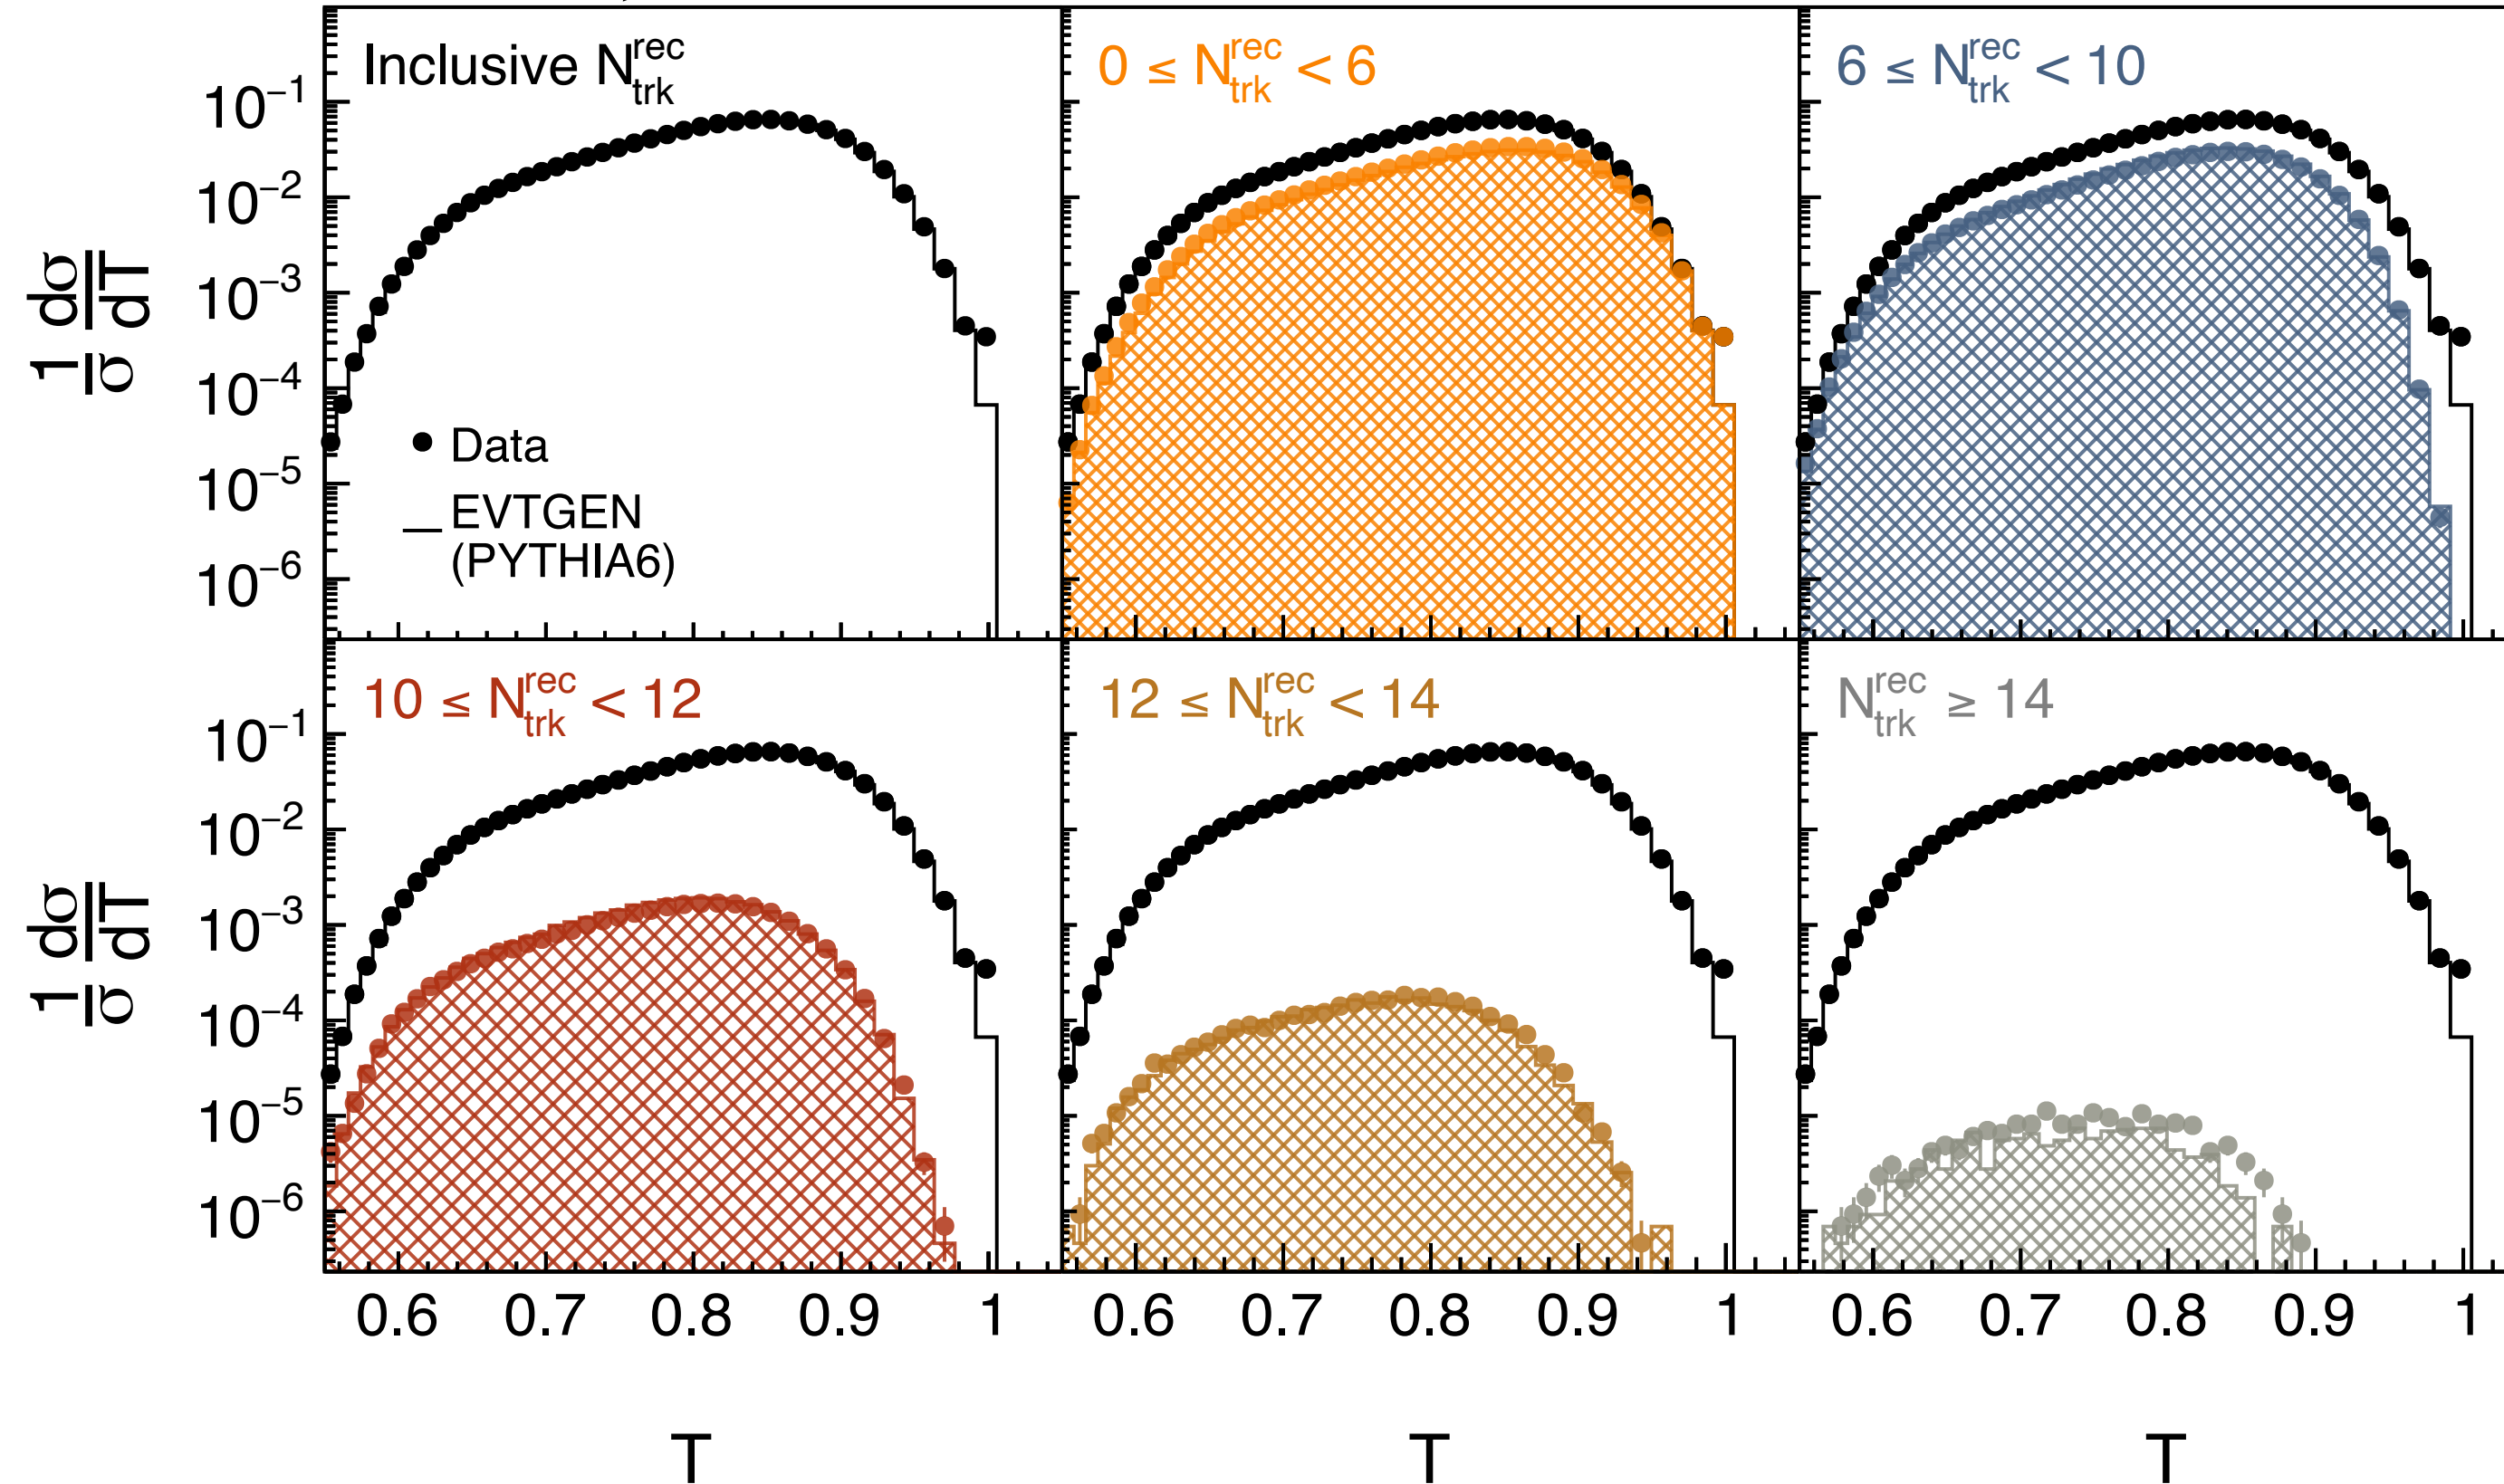 Inclusive N^rec_trk
0 ≤ N^rec_trk < 6
6 ≤ N^rec_trk < 10
10⁻¹
10⁻²
10⁻³
10⁻⁴
10⁻⁵
10⁻⁶
1/σ dσ/dT
Data
EVTGEN
(PYTHIA6)
10 ≤ N^rec_trk < 12
12 ≤ N^rec_trk < 14
N^rec_trk ≥ 14
10⁻¹
10⁻²
10⁻³
10⁻⁴
10⁻⁵
10⁻⁶
1/σ dσ/dT
0.6 0.7 0.8 0.9 1
0.6 0.7 0.8 0.9 1
0.6 0.7 0.8 0.9 1
T
T
T